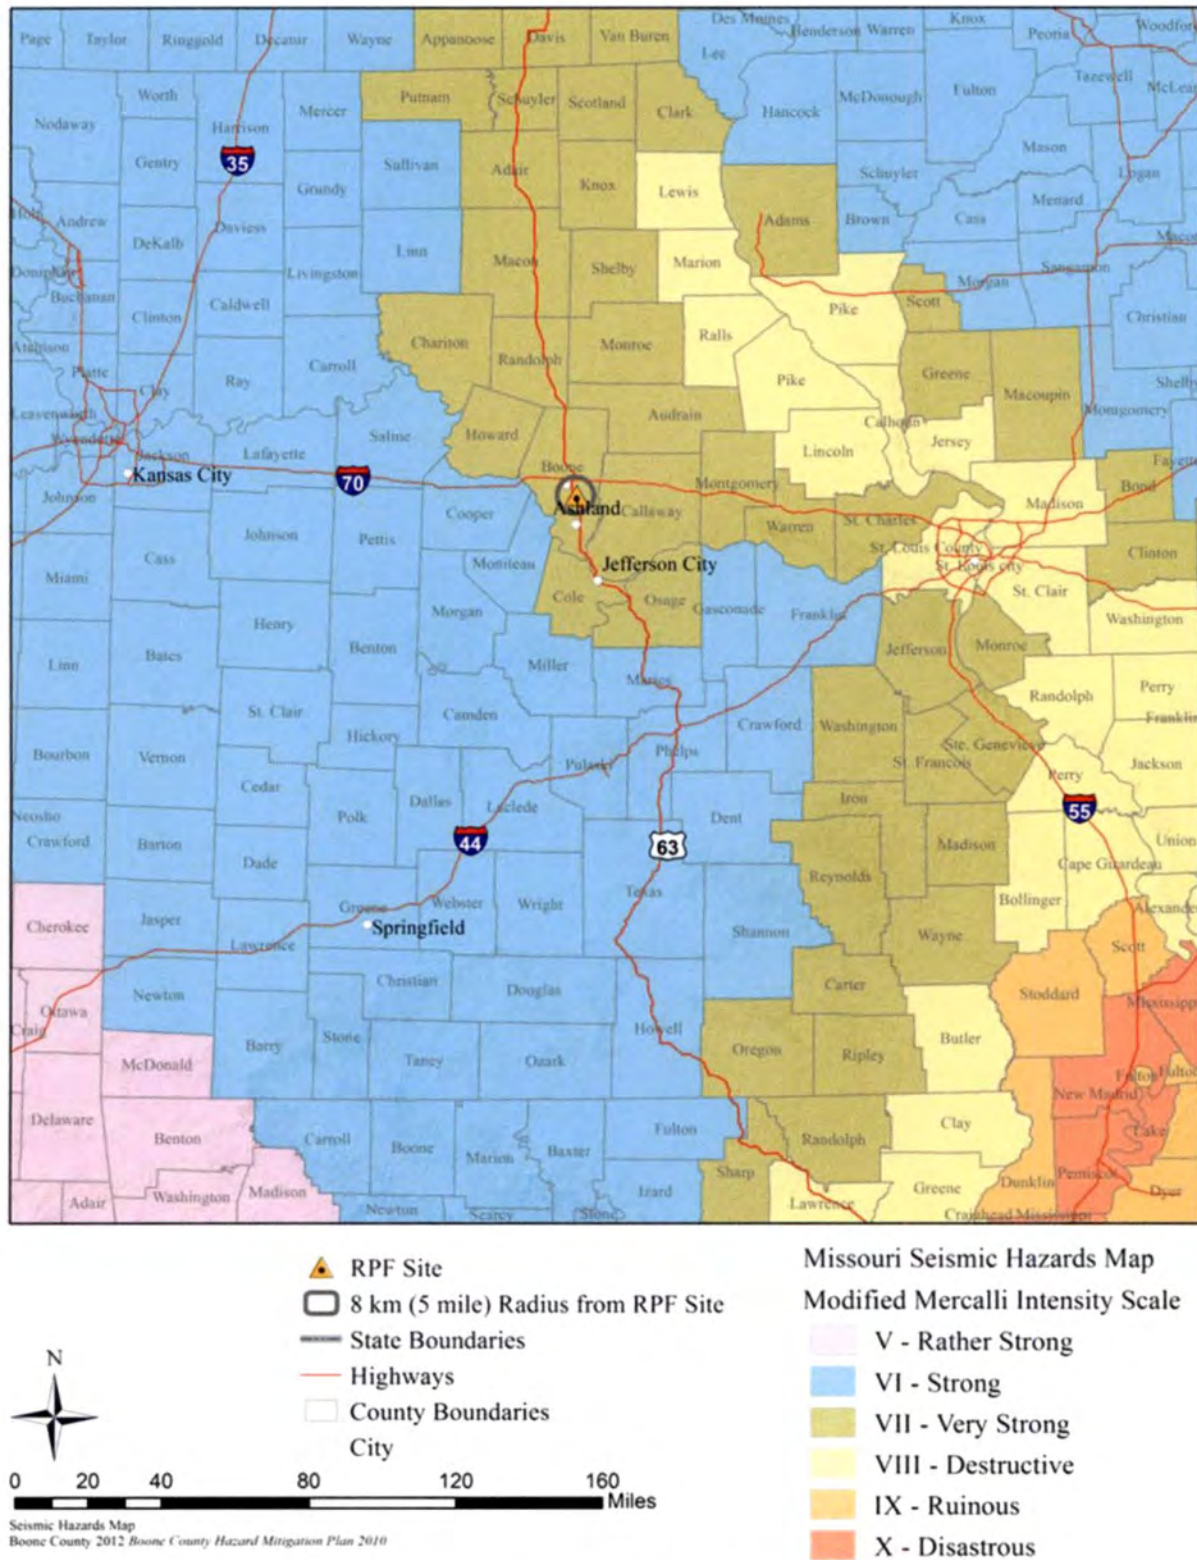 Page Taylor Ringgold Decatur Wayne Appanoose Davis Van Buren Des Moines Henderson Warren Knox Woodford
Lee Peoria
Worth Putnam Schuyler Scotland Clark Hancock McDonough Fulton Tazewell McLean
Nodaway Harrison Mercer
Gentry 35 Sullivan Adair Knox Lewis Schuyler Mason Logan
Grundy
Holt Andrew DeKalb Daviess Linn Macon Shelby Marion Adams Brown Cass Menard Macon
Doniphan Livingston Morgan Sangamon
Buchanan Clinton Caldwell Chariton Randolph Monroe Ralls Pike Scott Christian
Atchison
Platte Clay Ray Carroll Pike Greene Macoupin Shelby
Leavenworth Saline Howard Audrain Calhoun Montgomery
Wyandotte Jackson Lafayette Boone Lincoln Jersey
Kansas City 70 Montgomery Madison Bond Fayette
Johnson Cooper Ashland Callaway Warren St. Charles
Johnson Pettis St. Louis County Clinton
Cass Moniteau Jefferson City St. Louis city
Miami Cole Osage Gasconade Franklin St. Clair
Morgan Washington
Henry
Linn Bates Benton Miller Maries Jefferson Monroe
Camden Randolph Perry
St. Clair Hickory Crawford Washington Franklin
Bourbon Vernon Pulaski Phelps Ste. Genevieve
St. Francois Perry Jackson
Cedar Dallas Laclede Iron
Neosho Polk Dent 55
Crawford Barton 44 63 Madison Union
Dade Reynolds Cape Girardeau
Cherokee Jasper Greene Webster Wright Texas Bollinger Alexander
Lawrence Springfield Shannon Wayne Scott
Christian Carter Stoddard
Ottawa Newton Douglas Mississippi
Craig Howell
Barry Stone Taney Ozark Oregon Ripley Butler
McDonald Fulton Fulton
New Madrid
Delaware Benton Carroll Boone Marion Baxter Fulton Randolph Clay Lake
Sharp Pemiscot
Adair Washington Madison Izard Lawrence Greene Dunklin Dyer
Newton Searcy Stone Craighead Mississippi
RPF Site
8 km (5 mile) Radius from RPF Site
State Boundaries
Highways
County Boundaries
City
N
0 20 40 80 120 160
Miles
Seismic Hazards Map
Boone County 2012 Boone County Hazard Mitigation Plan 2010
Missouri Seismic Hazards Map
Modified Mercalli Intensity Scale
V - Rather Strong
VI - Strong
VII - Very Strong
VIII - Destructive
IX - Ruinous
X - Disastrous